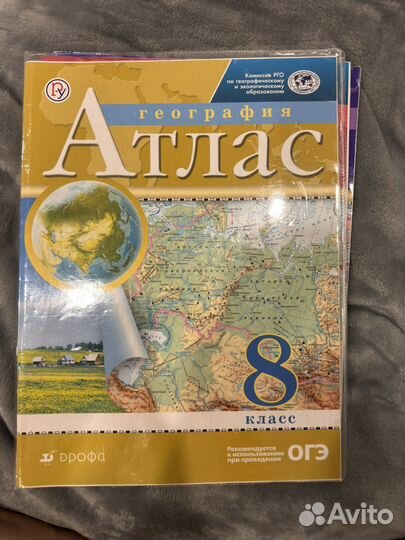 Комиссия РГО
по географическому
и экологическому
образованию
география
Атлас
8
класс
дрофа
Рекомендуется
к использованию
при проведении
ОГЭ
Avito